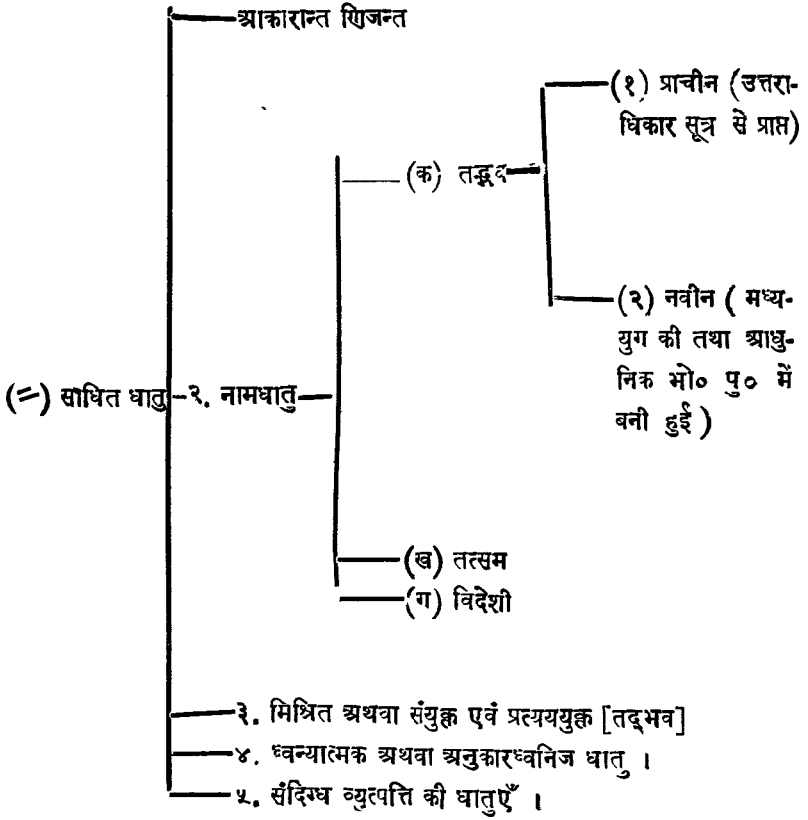 आकारान्त णिजन्त
(१) प्राचीन (उत्तरा-
धिकार सूत्र से प्राप्त)
(क) तद्भव
(२) नवीन ( मध्य-
युग की तथा आधु-
निक भो० पु० में
बनी हुई )
(=) साधित धातु
२. नामधातु
(ख) तत्सम
(ग) विदेशी
३. मिश्रित अथवा संयुक्त एवं प्रत्यययुक्त [तद्भव]
४. ध्वन्यात्मक अथवा अनुकारध्वनिज धातु ।
५. संदिग्ध व्युत्पत्ति की धातुएँ ।